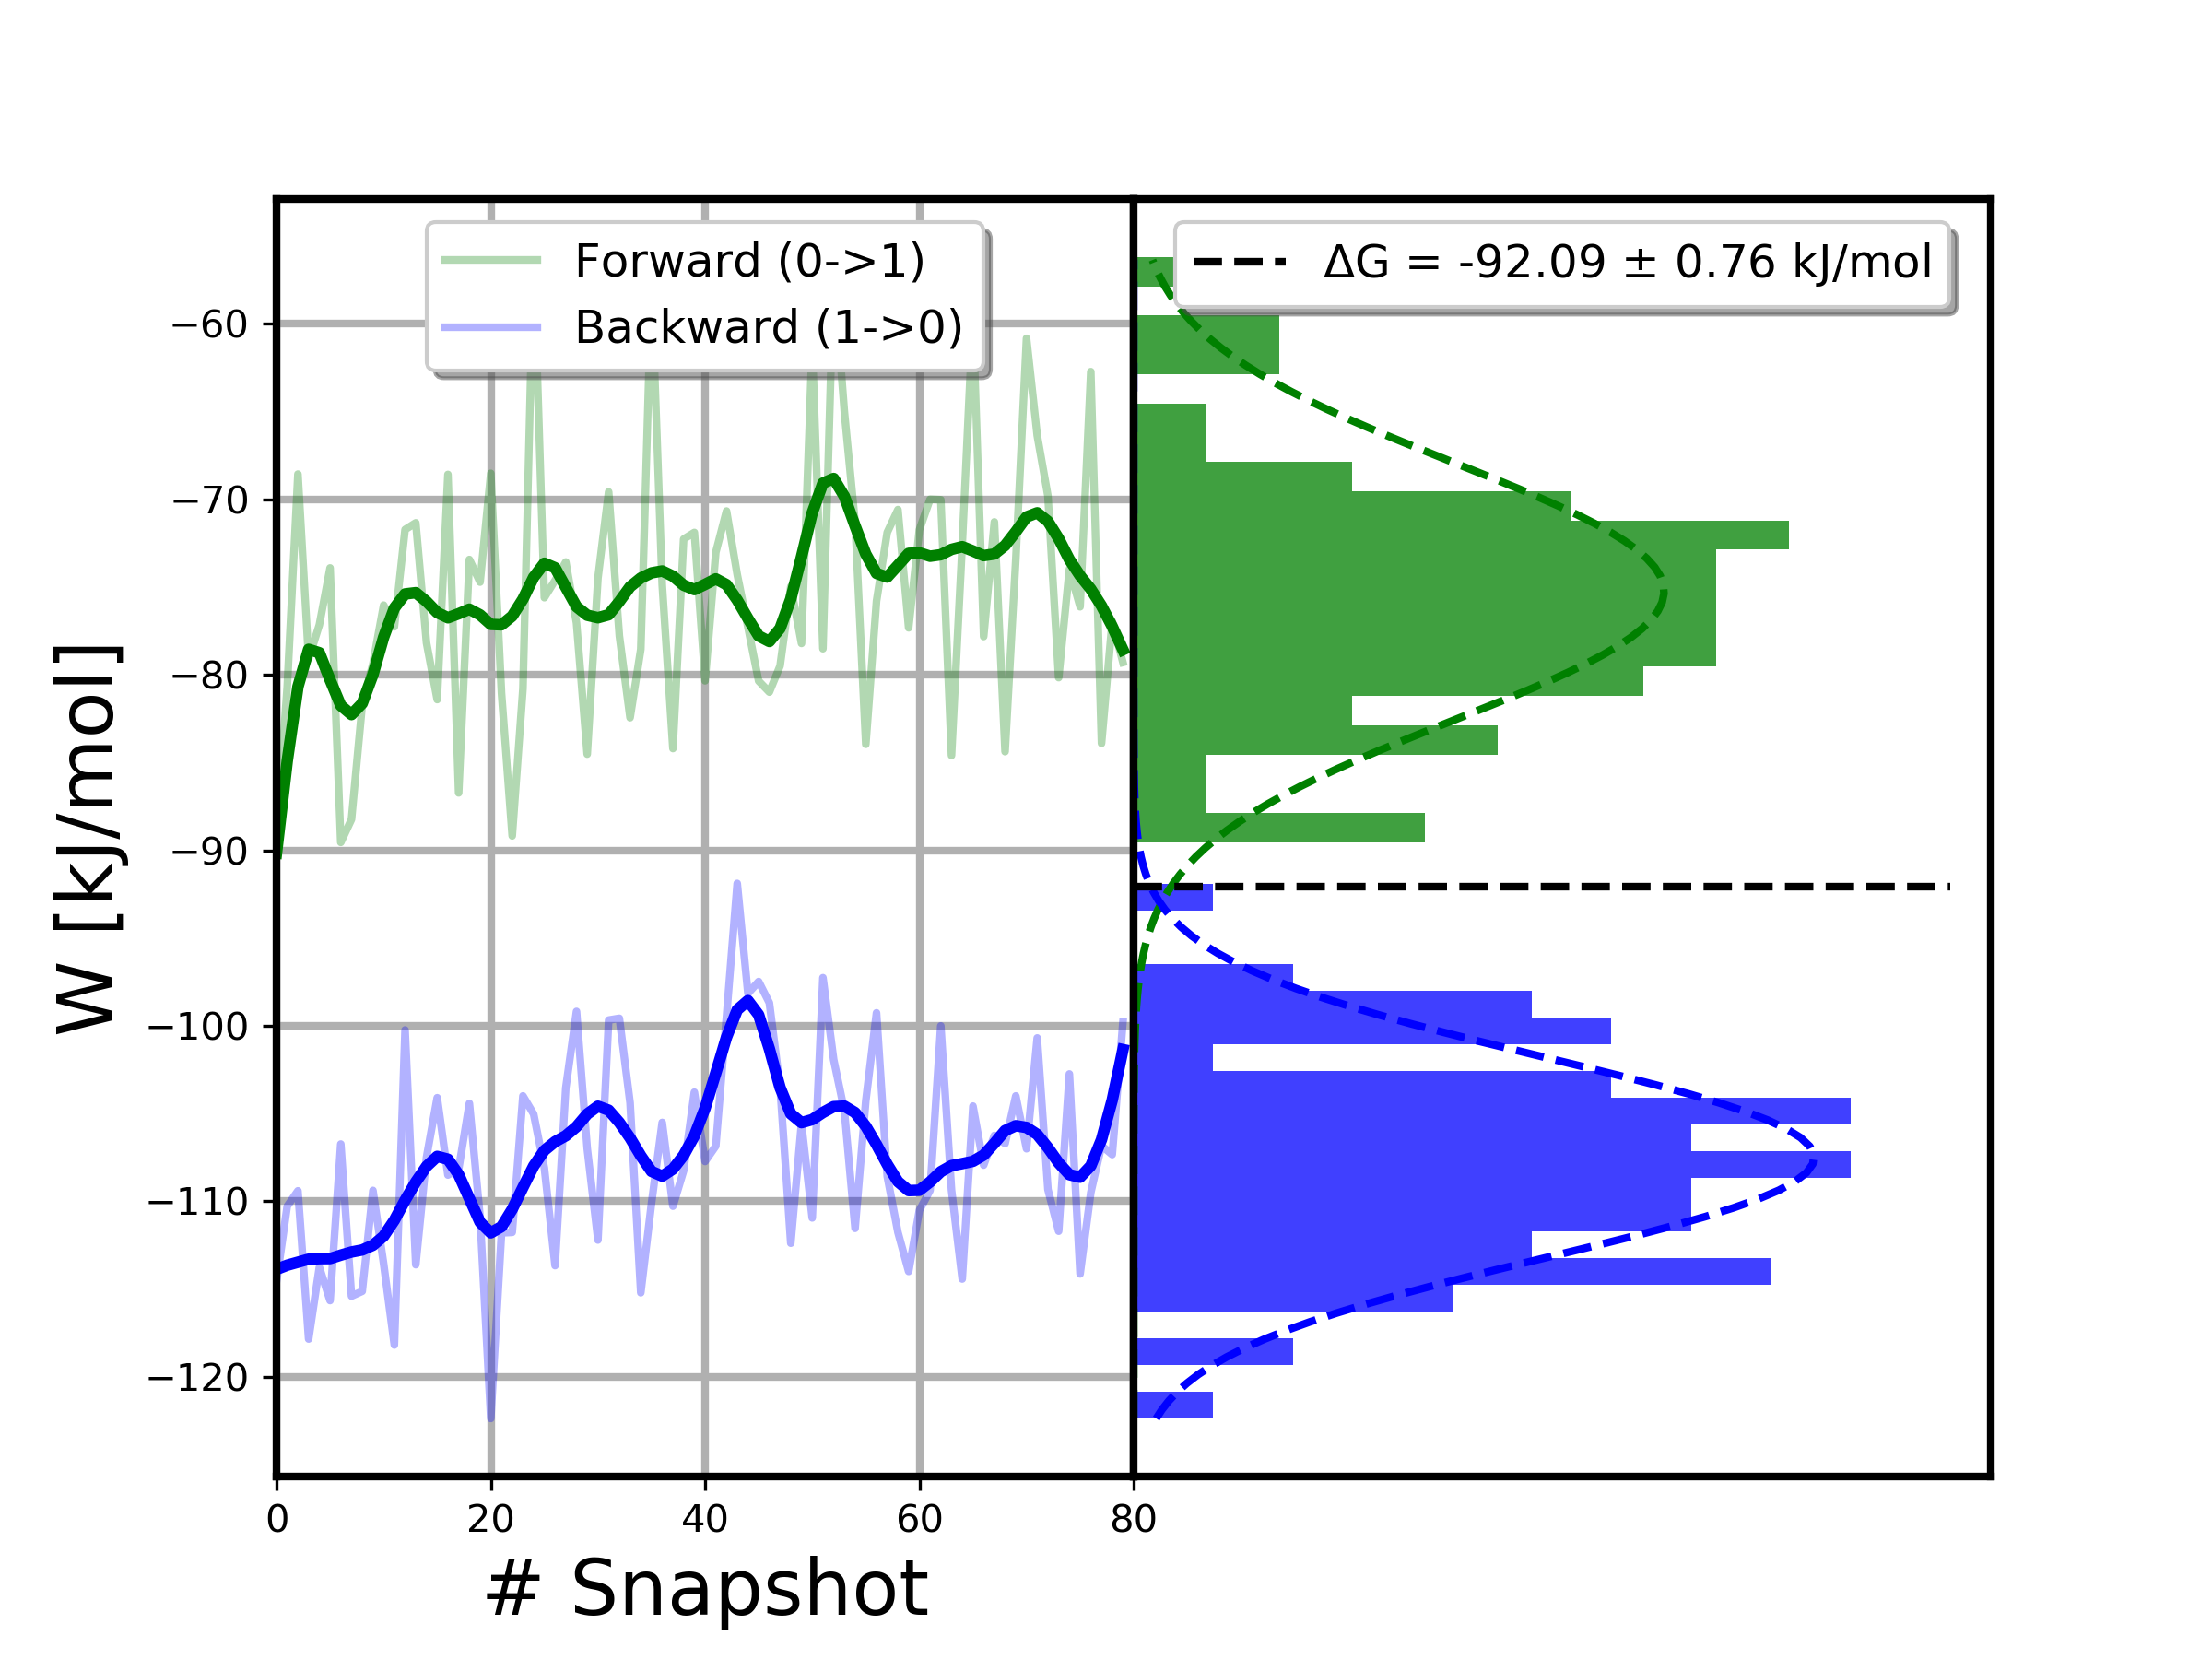 Forward (0->1)
Backward (1->0)
ΔG = -92.09 ± 0.76 kJ/mol
W [kJ/mol]
−60
−70
−80
−90
−100
−110
−120
0 20 40 60 80
# Snapshot